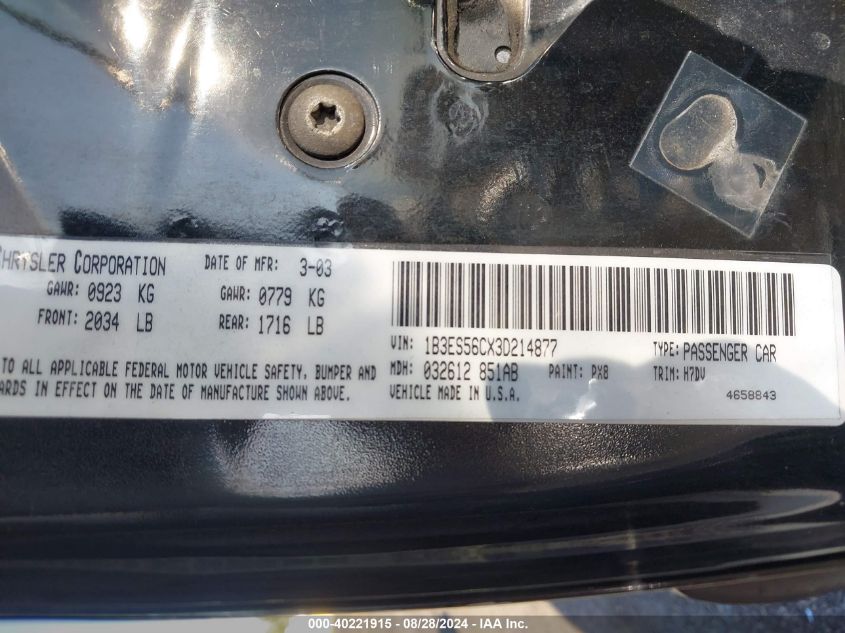 CHRYSLER CORPORATION DATE OF MFR: 3-03
GAWR: 0923 KG GAWR: 0779 KG
FRONT: 2034 LB REAR: 1716 LB
TO ALL APPLICABLE FEDERAL MOTOR VEHICLE SAFETY, BUMPER AND
ARDS IN EFFECT ON THE DATE OF MANUFACTURE SHOWN ABOVE.
VIN: 1B3ES56CX3D214877 TYPE: PASSENGER CAR
MDH: 032612 851AB PAINT: PX8 TRIM: H7DV
VEHICLE MADE IN U.S.A. 4658843
000-40221915 - 08/28/2024 - IAA Inc.